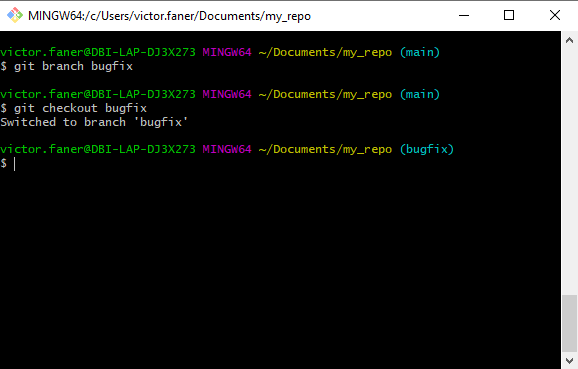 MINGW64:/c/Users/victor.faner/Documents/my_repo
victor.faner@DBI-LAP-DJ3X273 MINGW64 ~/Documents/my_repo (main)
$ git branch bugfix
victor.faner@DBI-LAP-DJ3X273 MINGW64 ~/Documents/my_repo (main)
$ git checkout bugfix
Switched to branch 'bugfix'
victor.faner@DBI-LAP-DJ3X273 MINGW64 ~/Documents/my_repo (bugfix)
$